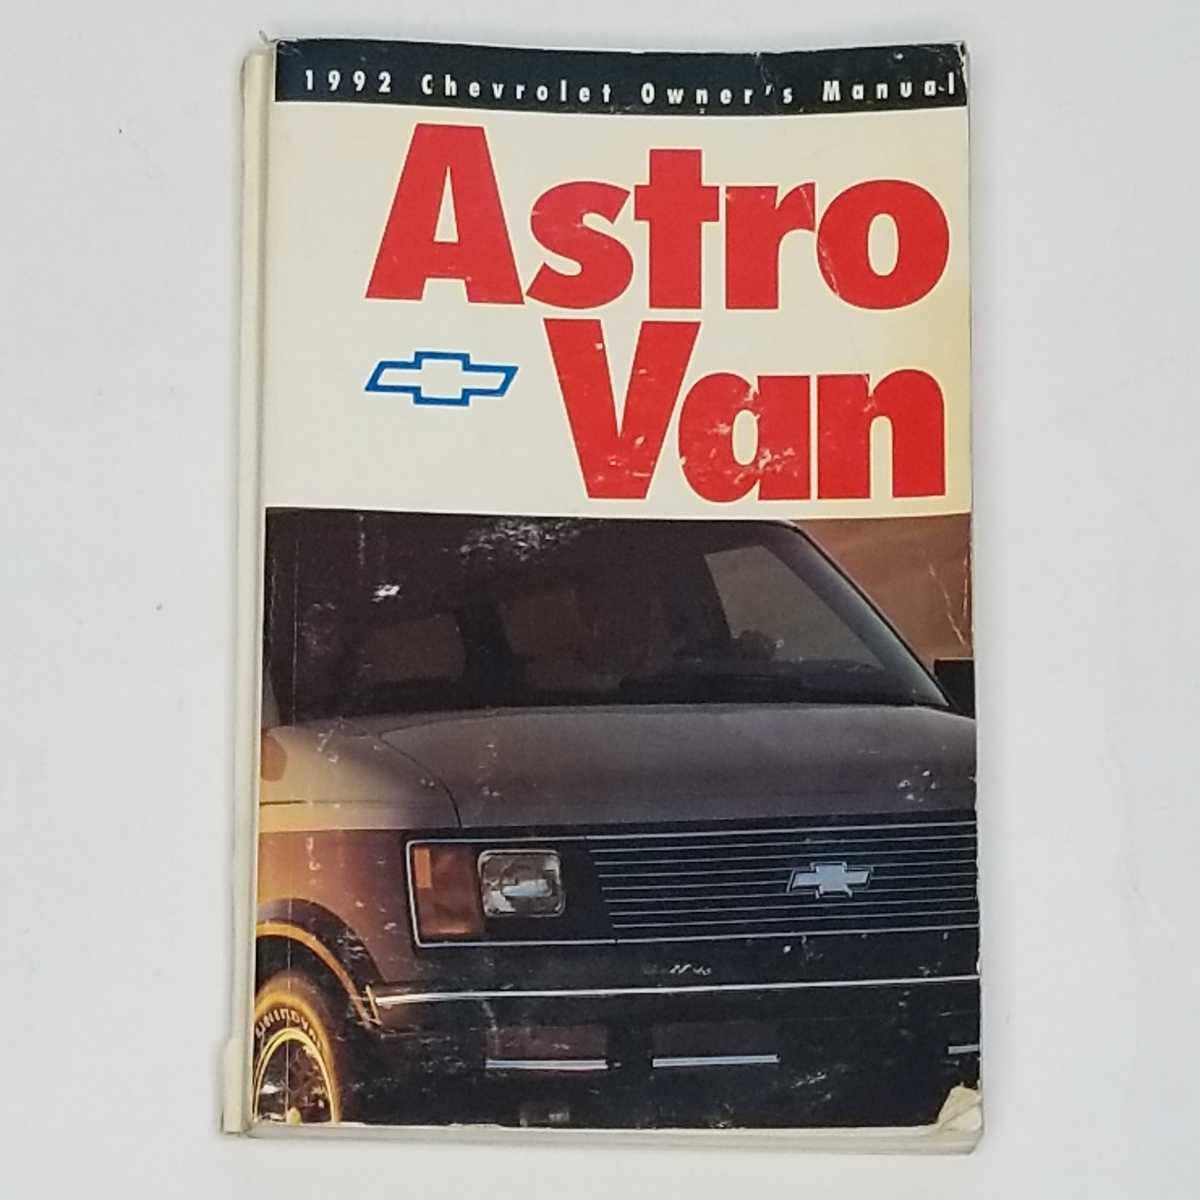 1992 Chevrolet Owner's Manual
Astro
Van